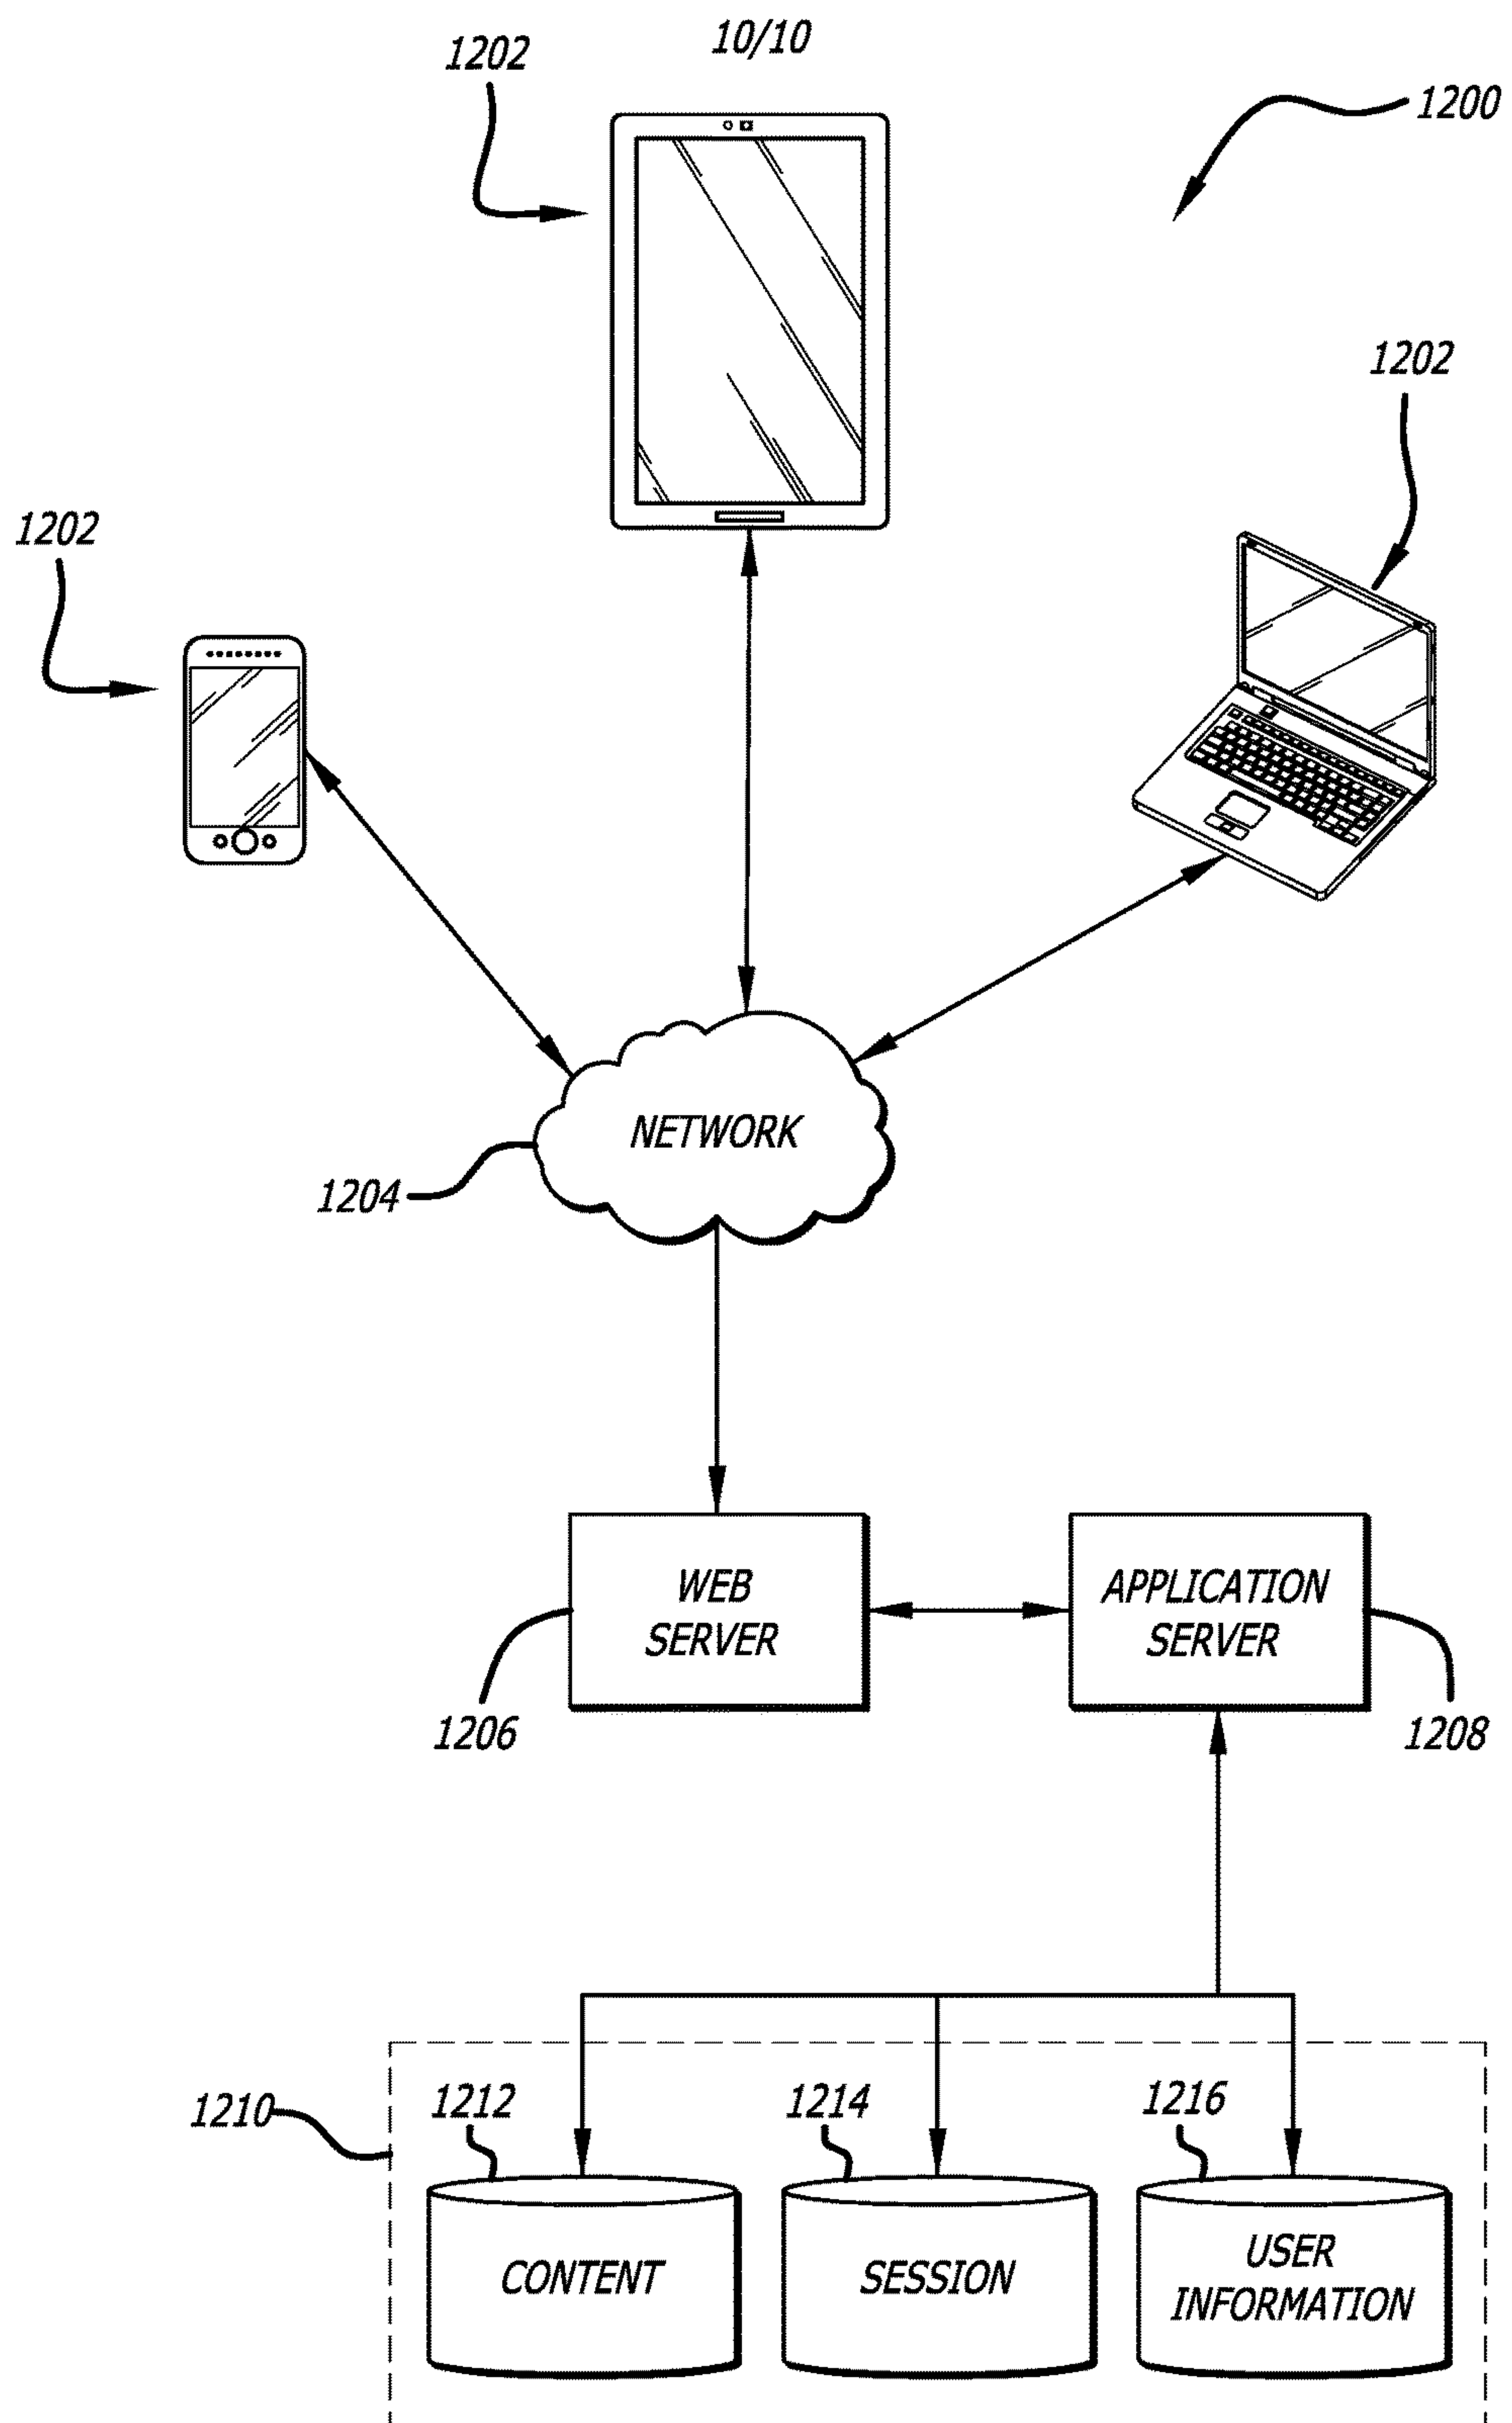 10/10
1202
1200
1202
1202
NETWORK
1204
WEB
SERVER
APPLICATION
SERVER
1206
1208
1210
1212
1214
1216
CONTENT
SESSION
USER
INFORMATION